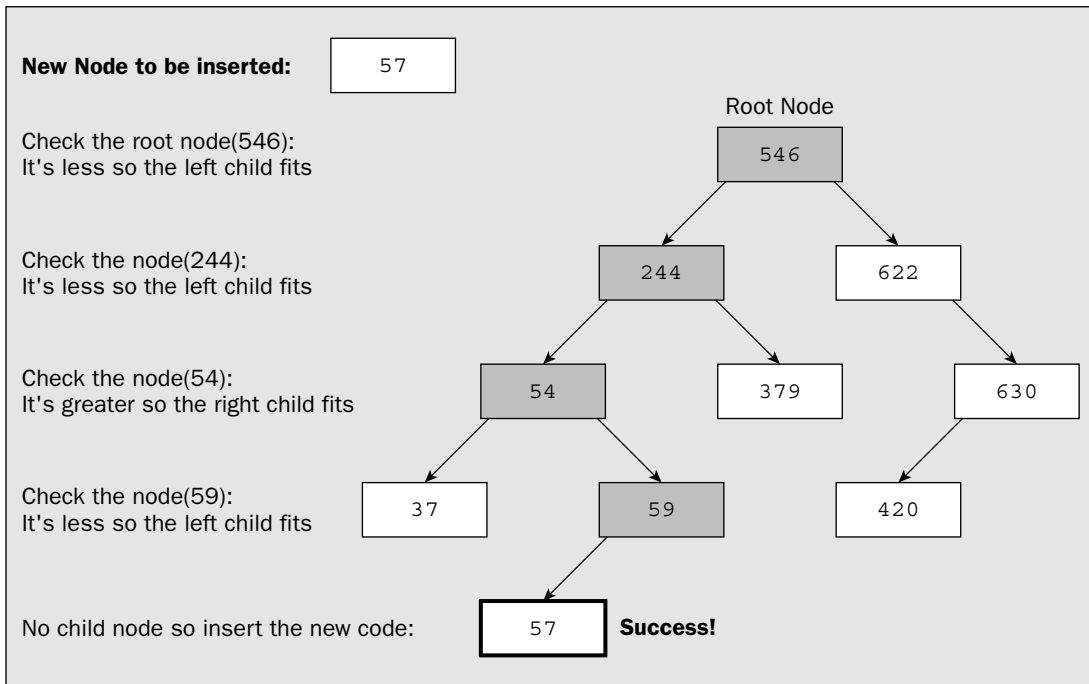 New Node to be inserted:
57
Root Node
Check the root node(546):
It's less so the left child fits
546
Check the node(244):
It's less so the left child fits
244
622
Check the node(54):
It's greater so the right child fits
54
379
630
Check the node(59):
It's less so the left child fits
37
59
420
No child node so insert the new code:
57
Success!